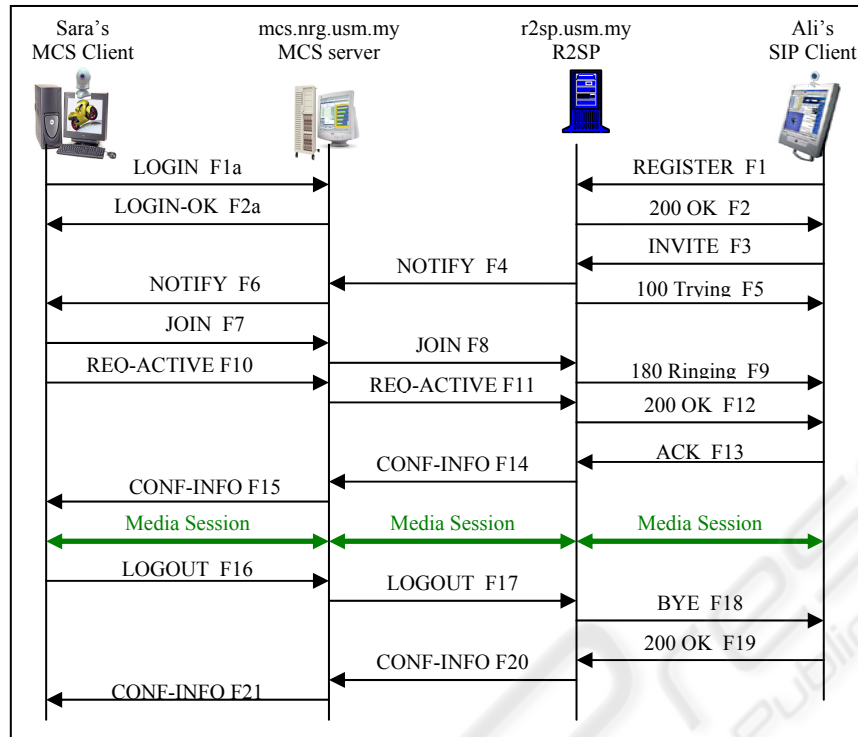 Sara's
MCS Client
mcs.nrg.usm.my
MCS server
r2sp.usm.my
R2SP
Ali's
SIP Client
LOGIN F1a
REGISTER F1
LOGIN-OK F2a
200 OK F2
INVITE F3
NOTIFY F4
NOTIFY F6
100 Trying F5
JOIN F7
JOIN F8
REQ-ACTIVE F10
180 Ringing F9
REQ-ACTIVE F11
200 OK F12
ACK F13
CONF-INFO F14
CONF-INFO F15
Media Session
Media Session
Media Session
LOGOUT F16
LOGOUT F17
BYE F18
200 OK F19
CONF-INFO F20
CONF-INFO F21